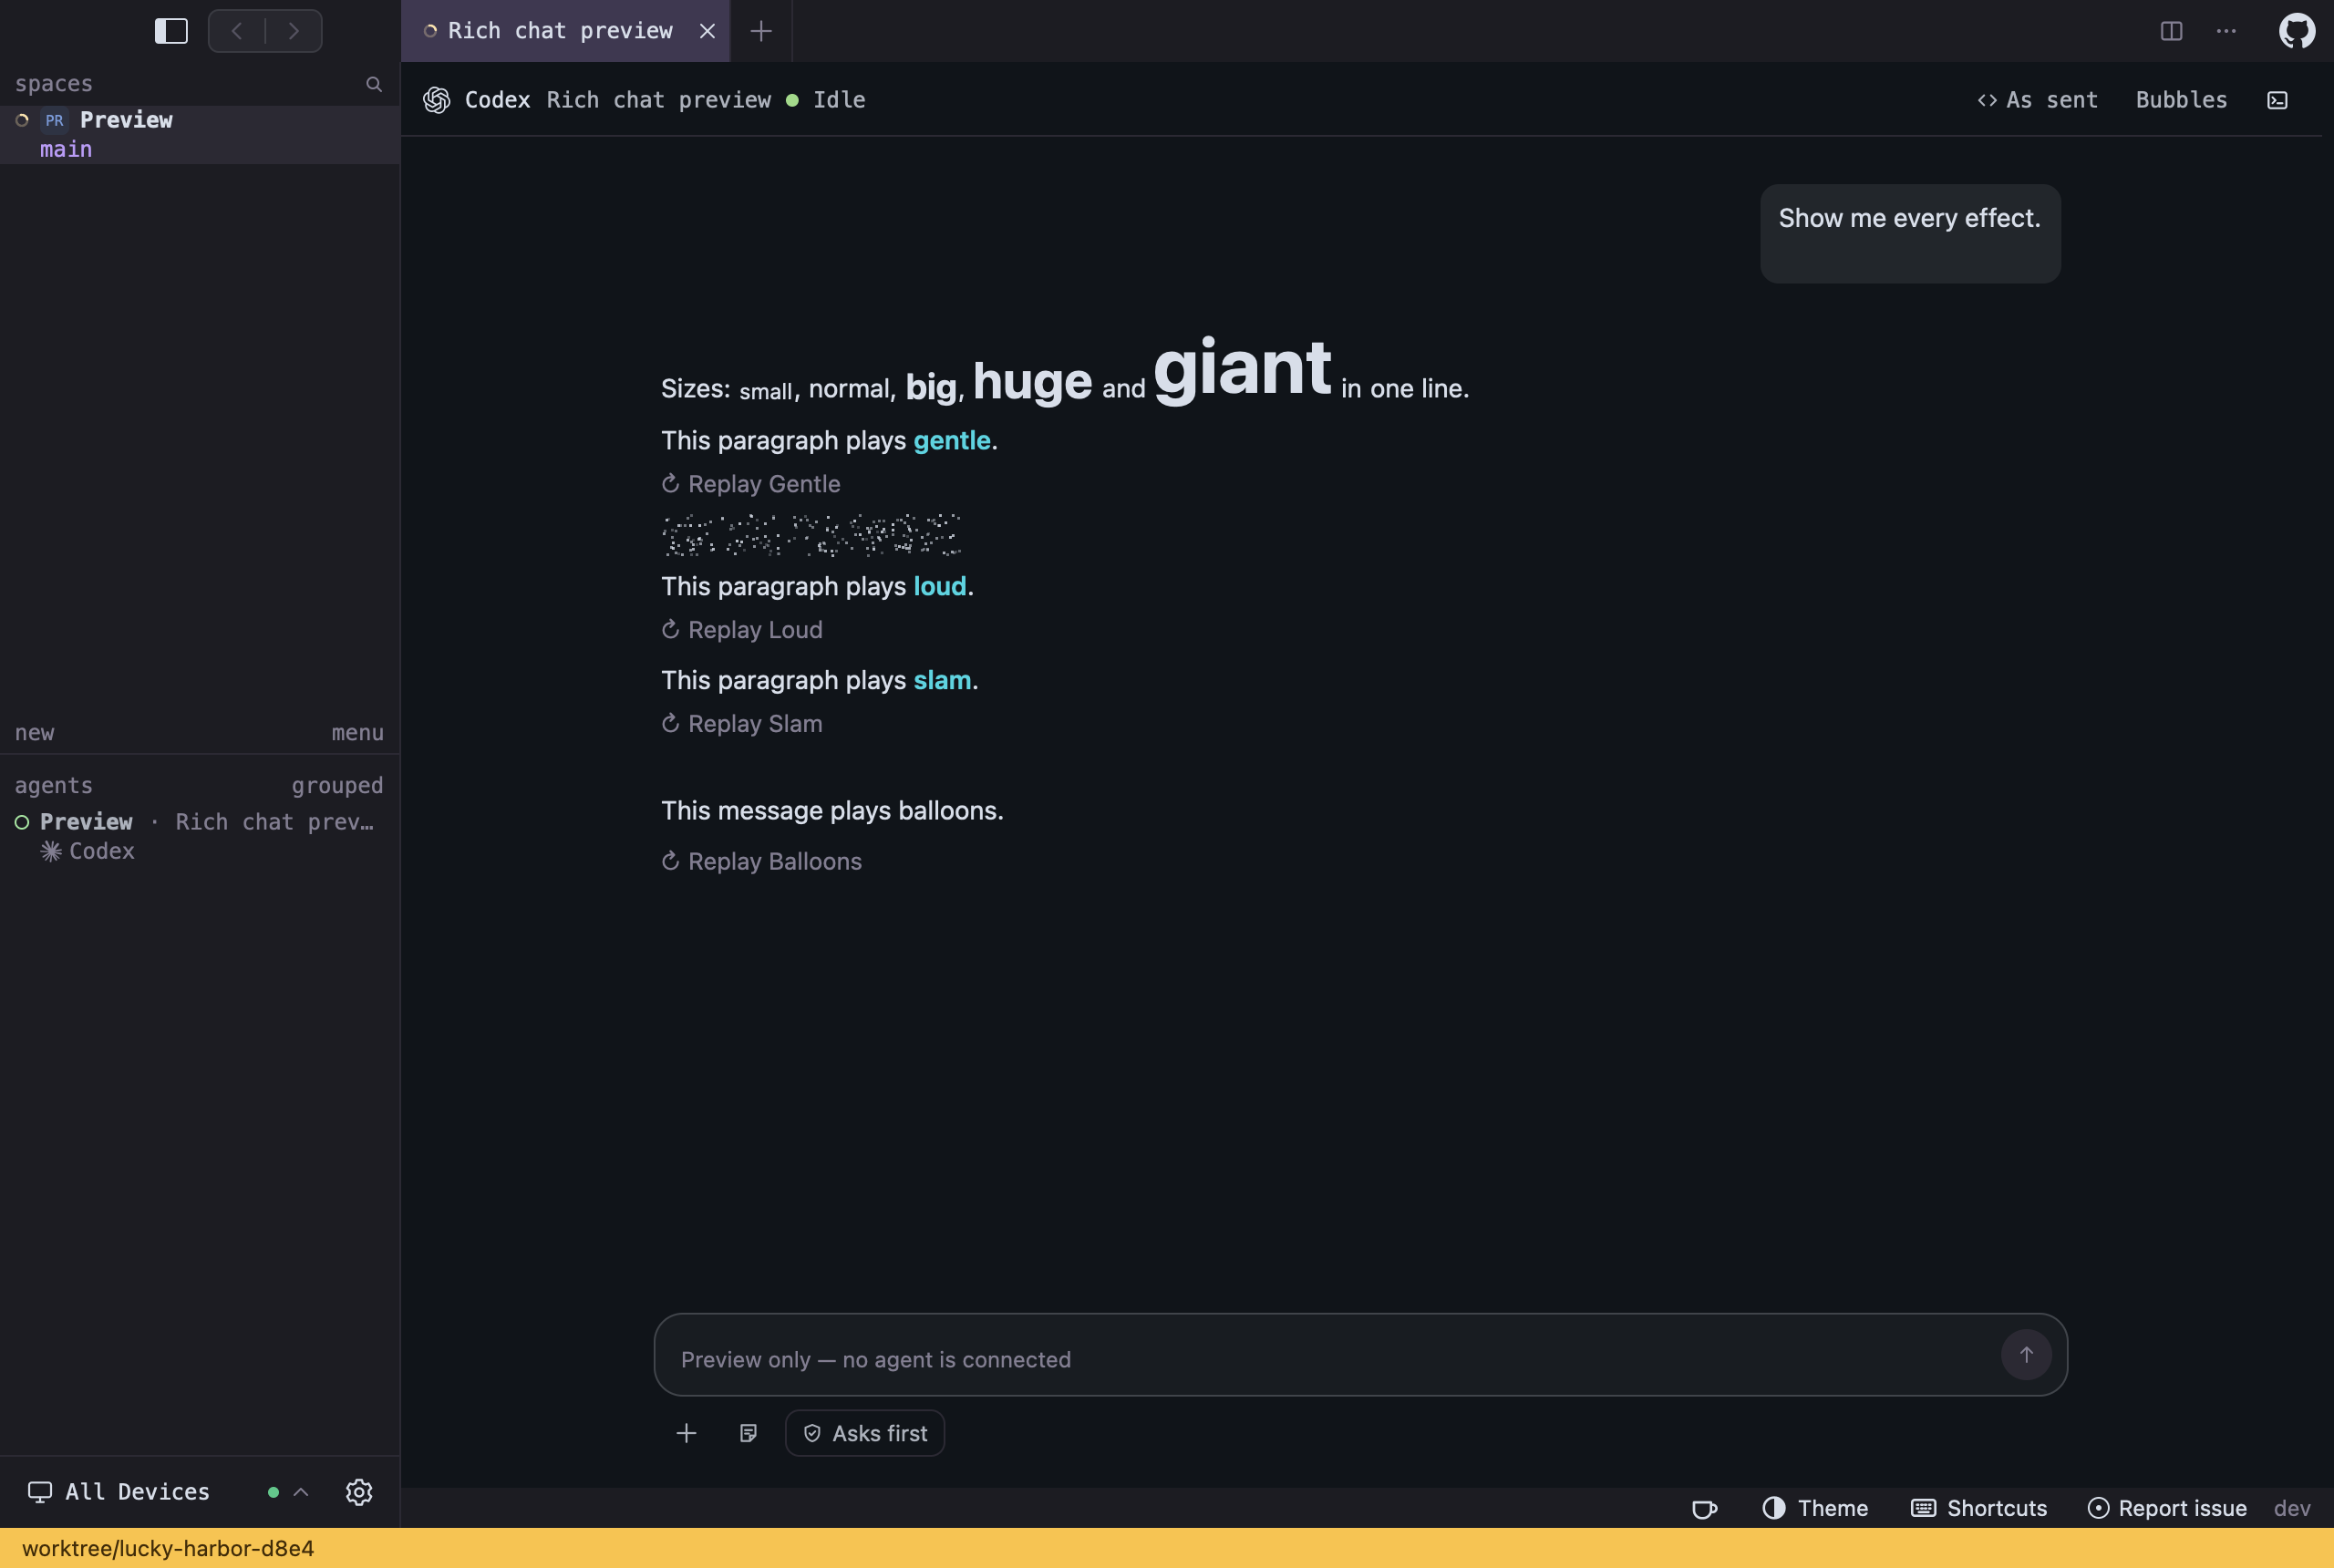 Rich chat preview
spaces
PR Preview
main
Codex Rich chat preview Idle
<> As sent Bubbles
Show me every effect.
Sizes: small, normal, big, huge and giant in one line.
This paragraph plays gentle.
Replay Gentle
This paragraph plays loud.
Replay Loud
This paragraph plays slam.
Replay Slam
This message plays balloons.
Replay Balloons
new menu
agents grouped
Preview · Rich chat prev…
Codex
Preview only — no agent is connected
Asks first
All Devices
Theme Shortcuts Report issue dev
worktree/lucky-harbor-d8e4